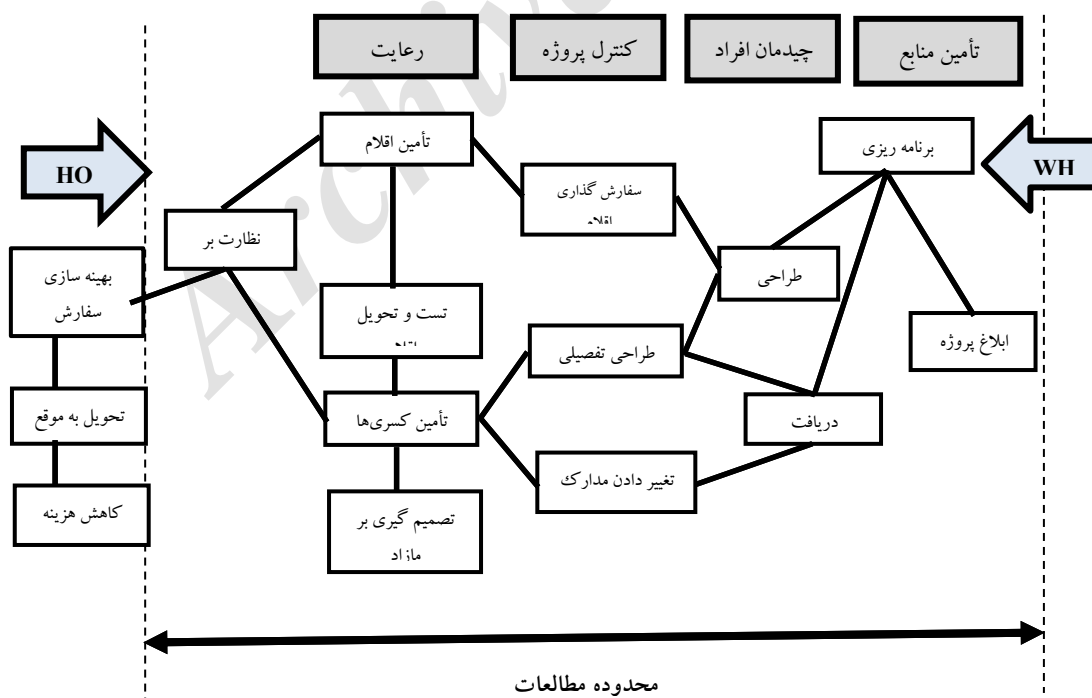 تأمین منابع
چیدمان افراد
کنترل پروژه
رعایت
برنامه ریزی
WH
تأمین اقلام
HO
سفارش گذاری
اقلام
نظارت بر
طراحی
بهینه سازی
سفارش
ابلاغ پروژه
تست و تحویل
طراحی تفصیلی
دریافت
تأمین کسری‌ها
تحویل به موقع
تغییر دادن مدارک
کاهش هزینه
تصمیم گیری بر
مازاد
محدوده مطالعات